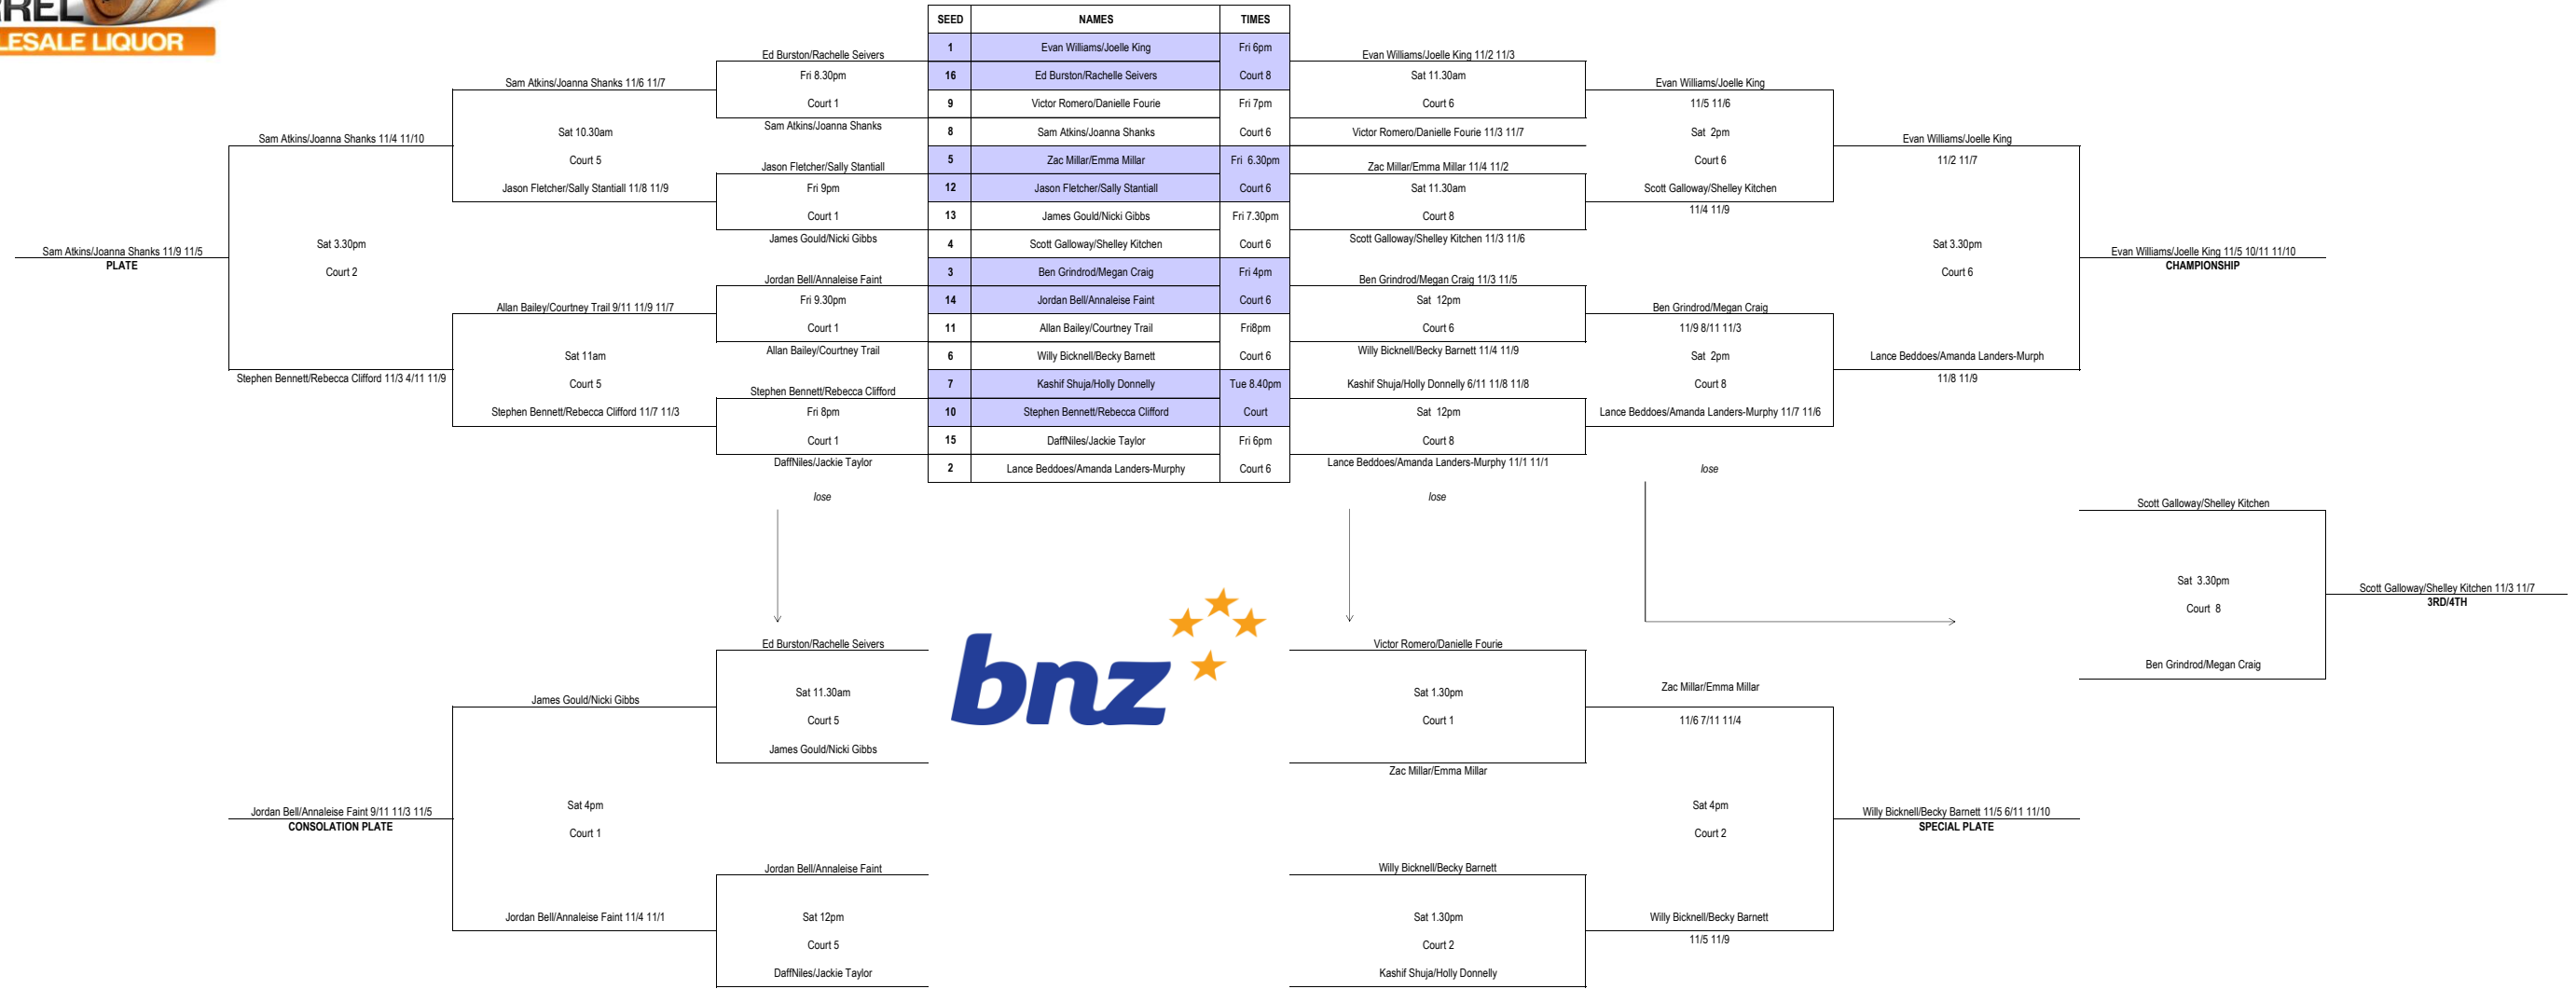 RREL
LESALE LIQUOR
SEED NAMES TIMES
1 Evan Williams/Joelle King Fri 6pm
16 Ed Burston/Rachelle Seivers Court 8
9 Victor Romero/Danielle Fourie Fri 7pm
8 Sam Atkins/Joanna Shanks Court 6
5 Zac Millar/Emma Millar Fri 6.30pm
12 Jason Fletcher/Sally Stantiall Court 6
13 James Gould/Nicki Gibbs Fri 7.30pm
4 Scott Galloway/Shelley Kitchen Court 6
3 Ben Grindrod/Megan Craig Fri 4pm
14 Jordan Bell/Annaleise Faint Court 6
11 Allan Bailey/Courtney Trail Fri8pm
6 Willy Bicknell/Becky Barnett Court 6
7 Kashif Shuja/Holly Donnelly Tue 8.40pm
10 Stephen Bennett/Rebecca Clifford Court
15 DaffNiles/Jackie Taylor Fri 6pm
2 Lance Beddoes/Amanda Landers-Murphy Court 6
Ed Burston/Rachelle Seivers
Fri 8.30pm
Court 1
Sam Atkins/Joanna Shanks
Jason Fletcher/Sally Stantiall
Fri 9pm
Court 1
James Gould/Nicki Gibbs
Jordan Bell/Annaleise Faint
Fri 9.30pm
Court 1
Allan Bailey/Courtney Trail
Stephen Bennett/Rebecca Clifford
Fri 8pm
Court 1
DaffNiles/Jackie Taylor
lose
Sam Atkins/Joanna Shanks 11/6 11/7
Sat 10.30am
Court 5
Jason Fletcher/Sally Stantiall 11/8 11/9
Allan Bailey/Courtney Trail 9/11 11/9 11/7
Sat 11am
Court 5
Stephen Bennett/Rebecca Clifford 11/7 11/3
Sam Atkins/Joanna Shanks 11/4 11/10
Sat 3.30pm
Court 2
Stephen Bennett/Rebecca Clifford 11/3 4/11 11/9
Sam Atkins/Joanna Shanks 11/9 11/5
PLATE
Evan Williams/Joelle King 11/2 11/3
Sat 11.30am
Court 6
Victor Romero/Danielle Fourie 11/3 11/7
Zac Millar/Emma Millar 11/4 11/2
Sat 11.30am
Court 8
Scott Galloway/Shelley Kitchen 11/3 11/6
Ben Grindrod/Megan Craig 11/3 11/5
Sat 12pm
Court 6
Willy Bicknell/Becky Barnett 11/4 11/9
Kashif Shuja/Holly Donnelly 6/11 11/8 11/8
Sat 12pm
Court 8
Lance Beddoes/Amanda Landers-Murphy 11/1 11/1
lose
Evan Williams/Joelle King
11/5 11/6
Sat 2pm
Court 6
Scott Galloway/Shelley Kitchen
11/4 11/9
Ben Grindrod/Megan Craig
11/9 8/11 11/3
Sat 2pm
Court 8
Lance Beddoes/Amanda Landers-Murphy 11/7 11/6
lose
Evan Williams/Joelle King
11/2 11/7
Sat 3.30pm
Court 6
Lance Beddoes/Amanda Landers-Murph
11/8 11/9
Evan Williams/Joelle King 11/5 10/11 11/10
CHAMPIONSHIP
Scott Galloway/Shelley Kitchen
Sat 3.30pm
Court 8
Ben Grindrod/Megan Craig
Scott Galloway/Shelley Kitchen 11/3 11/7
3RD/4TH
Ed Burston/Rachelle Seivers
Sat 11.30am
Court 5
James Gould/Nicki Gibbs
Jordan Bell/Annaleise Faint
Sat 12pm
Court 5
DaffNiles/Jackie Taylor
James Gould/Nicki Gibbs
Sat 4pm
Court 1
Jordan Bell/Annaleise Faint 11/4 11/1
Jordan Bell/Annaleise Faint 9/11 11/3 11/5
CONSOLATION PLATE
bnz
Victor Romero/Danielle Fourie
Sat 1.30pm
Court 1
Zac Millar/Emma Millar
Willy Bicknell/Becky Barnett
Sat 1.30pm
Court 2
Kashif Shuja/Holly Donnelly
Zac Millar/Emma Millar
11/6 7/11 11/4
Sat 4pm
Court 2
Willy Bicknell/Becky Barnett
11/5 11/9
Willy Bicknell/Becky Barnett 11/5 6/11 11/10
SPECIAL PLATE